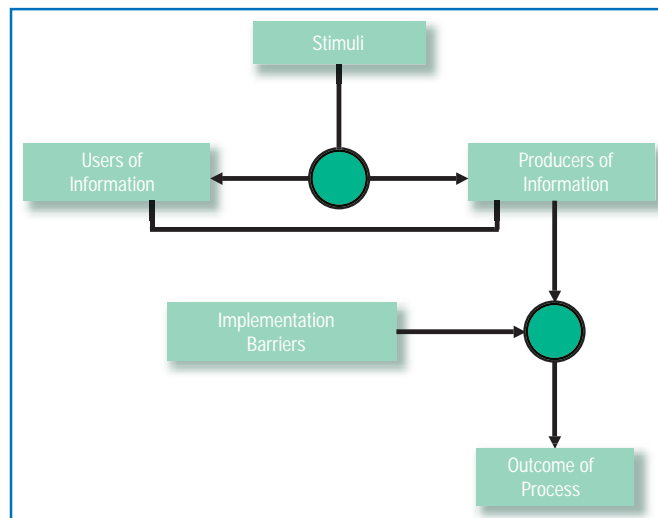 Stimuli
Users of
Information
Producers of
Information
Implementation
Barriers
Outcome of
Process